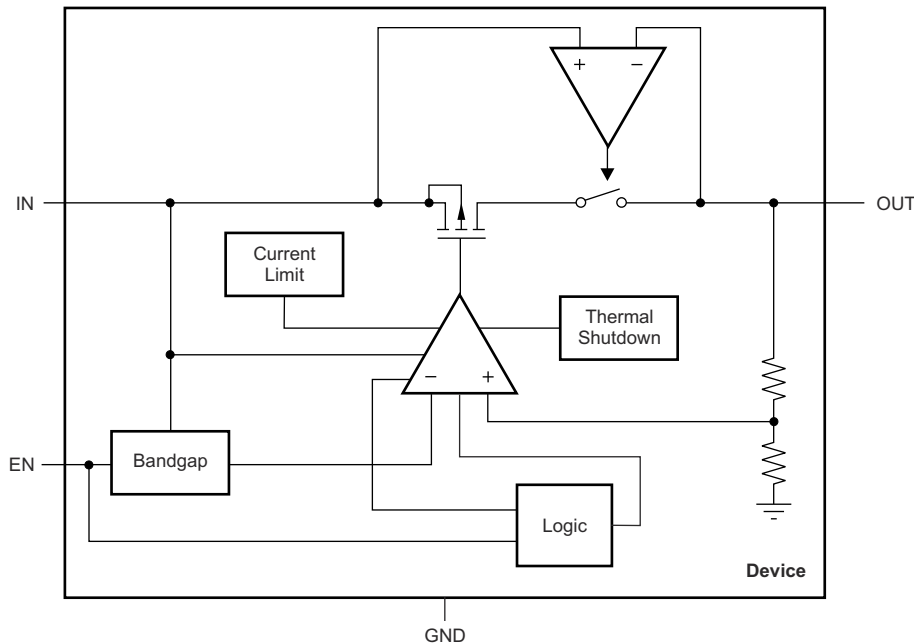 + −
IN
OUT
Current
Limit
Thermal
Shutdown
− +
EN
Bandgap
Logic
Device
GND